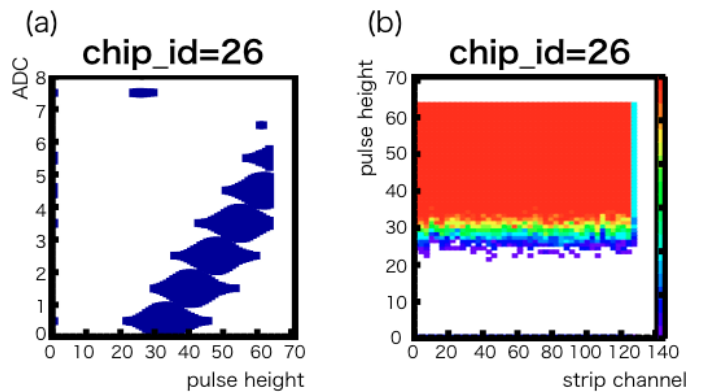 (a)
chip_id=26
ADC
8
7
6
5
4
3
2
1
0
0 10 20 30 40 50 60 70
pulse height
(b)
chip_id=26
pulse height
70
60
50
40
30
20
10
0
0 20 40 60 80 100 120 140
strip channel